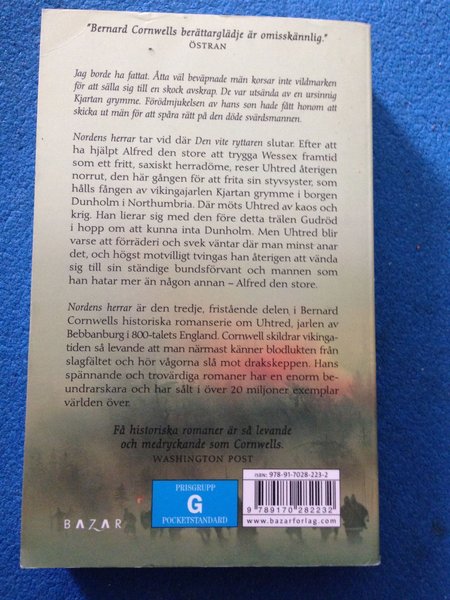 "Bernard Cornwells berättarglädje är omisskännlig."
ÖSTRAN
Jag borde ha fattat. Åtta väl beväpnade män korsar inte vildmarken
för att sälla sig till en skock avskrap. De var utsända av en ursinnig
Kjartan grymme. Förödmjukelsen av hans son hade fått honom att
skicka ut män för att spåra rätt på den döde svärdsmannen.
Nordens herrar tar vid där Den vite ryttaren slutar. Efter att
ha hjälpt Alfred den store att trygga Wessex framtid
som ett fritt, saxiskt herradöme, reser Uhtred återigen
norrut, den här gången för att frita sin styvsyster, som
hålls fången av vikingajarlen Kjartan grymme i borgen
Dunholm i Northumbria. Där möts Uhtred av kaos och
krig. Han lierar sig med den före detta trälen Gudröd
i hopp om att kunna inta Dunholm. Men Uhtred blir
varse att förräderi och svek väntar där man minst anar
det, och högst motvilligt tvingas han återigen att vända
sig till sin ständige bundsförvant och mannen som
han hatar mer än någon annan – Alfred den store.
Nordens herrar är den tredje, fristående delen i Bernard
Cornwells historiska romanserie om Uhtred, jarlen av
Bebbanburg i 800-talets England. Cornwell skildrar vikinga-
tiden så levande att man närmast känner blodlukten från
slagfältet och hör vågorna slå mot drakskeppen. Hans
spännande och trovärdiga romaner har en enorm be-
undrarskara och har sålt i över 20 miljoner exemplar
världen över.
Få historiska romaner är så levande
och medryckande som Cornwells.
WASHINGTON POST
ISBN: 978-91-7028-223-2
PRISGRUPP
G
POCKETSTANDARD
9 789170 282232
BAZAR
www.bazarforlag.com